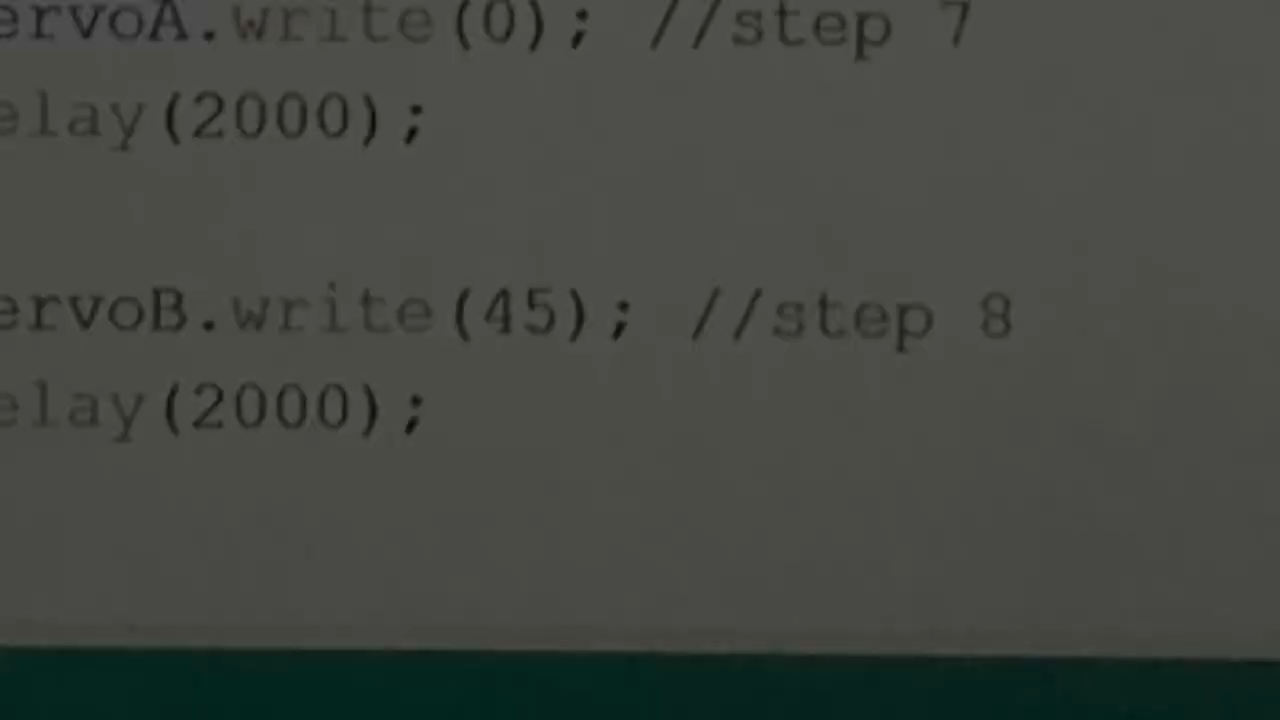 ervoA.write(0); //step 7
elay(2000);
ervoB.write(45); //step 8
elay(2000);